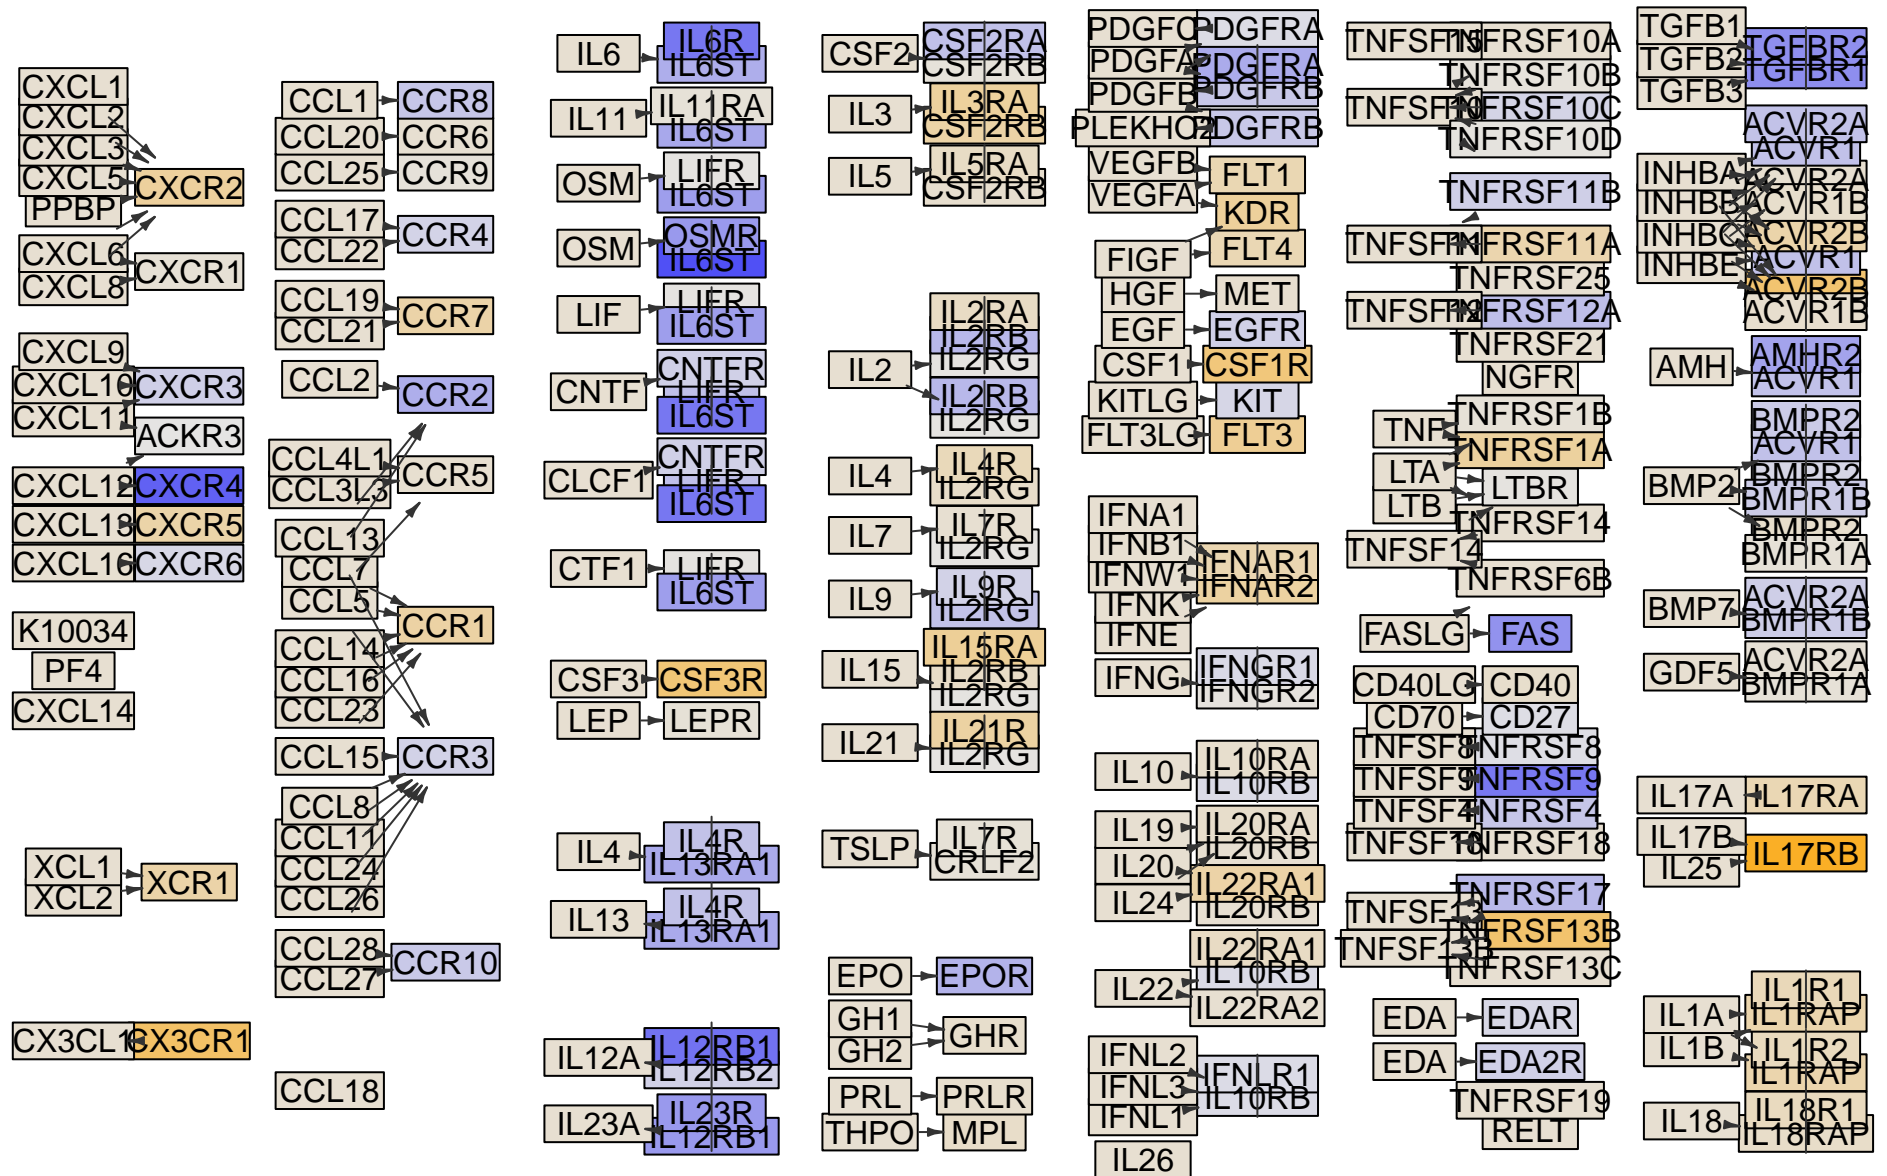 CXCL1
CXCL2
CXCL3
CXCL5
PPBP
CXCR2
CXCL6
CXCL8
CXCR1
CXCL9
CXCL10
CXCL11
CXCR3
ACKR3
CXCL12
CXCR4
CXCL13
CXCR5
CXCL16
CXCR6
K10034
PF4
CXCL14
XCL1
XCL2
XCR1
CX3CL1
CX3CR1
CCL1
CCR8
CCL20
CCR6
CCL25
CCR9
CCL17
CCL22
CCR4
CCL19
CCL21
CCR7
CCL2
CCR2
CCL4L1
CCL3L3
CCR5
CCL13
CCL7
CCL5
CCR1
CCL14
CCL16
CCL23
CCL15
CCR3
CCL8
CCL11
CCL24
CCL26
CCL28
CCL27
CCR10
CCL18
IL6
IL6R
IL6ST
IL11
IL11RA
IL6ST
OSM
LIFR
IL6ST
OSM
OSMR
IL6ST
LIF
LIFR
IL6ST
CNTF
CNTFR
LIFR
IL6ST
CLCF1
CNTFR
LIFR
IL6ST
CTF1
LIFR
IL6ST
CSF3
CSF3R
LEP
LEPR
IL4
IL4R
IL13RA1
IL13
IL4R
IL13RA1
IL12A
IL12RB1
IL12RB2
IL23A
IL23R
IL12RB1
CSF2
CSF2RA
CSF2RB
IL3
IL3RA
CSF2RB
IL5
IL5RA
CSF2RB
IL2
IL2RA
IL2RB
IL2RG
IL2RB
IL2RG
IL4
IL4R
IL2RG
IL7
IL7R
IL2RG
IL9
IL9R
IL2RG
IL15
IL15RA
IL2RB
IL2RG
IL21
IL21R
IL2RG
TSLP
IL7R
CRLF2
EPO
EPOR
GH1
GH2
GHR
PRL
PRLR
THPO
MPL
PDGFC
PDGFRA
PDGFA
PDGFRA
PDGFB
PDGFRB
PLEKHO2
PDGFRB
VEGFB
VEGFA
FLT1
KDR
FIGF
FLT4
HGF
MET
EGF
EGFR
CSF1
CSF1R
KITLG
KIT
FLT3LG
FLT3
IFNA1
IFNB1
IFNW1
IFNK
IFNE
IFNAR1
IFNAR2
IFNG
IFNGR1
IFNGR2
IL10
IL10RA
IL10RB
IL19
IL20
IL24
IL20RA
IL20RB
IL22RA1
IL20RB
IL22
IL22RA1
IL10RB
IL22RA2
IFNL2
IFNL3
IFNL1
IFNLR1
IL10RB
IL26
TNFSF15
TNFRSF10A
TNFRSF10B
TNFSF10
TNFRSF10C
TNFRSF10D
TNFRSF11B
TNFSF11
TNFRSF11A
TNFRSF25
TNFSF12
TNFRSF12A
TNFRSF21
NGFR
TNF
TNFRSF1B
TNFRSF1A
LTA
LTB
LTBR
TNFRSF14
TNFSF14
TNFRSF6B
FASLG
FAS
CD40LG
CD40
CD70
CD27
TNFSF8
TNFRSF8
TNFSF9
TNFRSF9
TNFSF4
TNFRSF4
TNFSF18
TNFRSF18
TNFRSF17
TNFSF13
TNFRSF13B
TNFSF13B
TNFRSF13C
EDA
EDAR
EDA
EDA2R
TNFRSF19
RELT
TGFB1
TGFB2
TGFB3
TGFBR2
TGFBR1
INHBA
INHBB
INHBC
INHBE
ACVR2A
ACVR1
ACVR2A
ACVR1B
ACVR2B
ACVR1
ACVR2B
ACVR1B
AMH
AMHR2
ACVR1
BMP2
BMPR2
ACVR1
BMPR2
BMPR1B
BMPR2
BMPR1A
BMP7
ACVR2A
BMPR1B
GDF5
ACVR2A
BMPR1A
IL17A
IL17RA
IL17B
IL25
IL17RB
IL1A
IL1B
IL1R1
IL1RAP
IL1R2
IL1RAP
IL18
IL18R1
IL18RAP